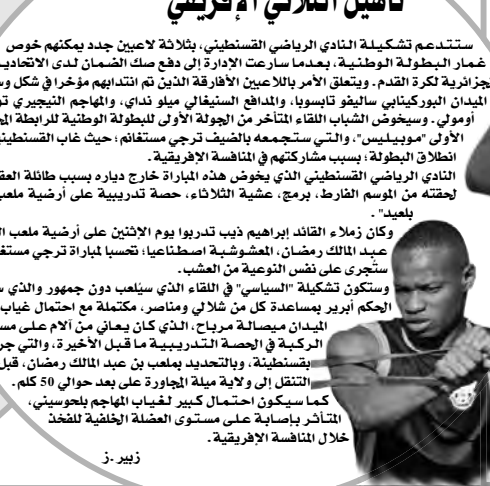 تأهيل الثلاثي الإفريقي
ستتدعم تشكيلة النادي الرياضي القسنطيني، بثلاثة لاعبين جدد يمكنهم خوض
غمار البطولة الوطنية، بعدما سارعت الإدارة إلى دفع صك الضمان لدى
الجزائرية لكرة القدم. ويتعلق الأمر باللاعبين الأفارقة الذين تم انتدابهم مؤخرا في شكل
الميدان البوركينابي ساليفو تابسوبا، والمدافع السنيغالي ميلو نداي، والمهاجم النيجيري
أومولي. وسيخوض الشباب اللقاء المتأخر من الجولة الأولى للبطولة الوطنية للرابطة
الأولى "موبيليس"، والتي ستجمعه بالضيف ترجي مستغانم؛ حيث غاب
انطلاق البطولة؛ بسبب مشاركتهم في المنافسة الإفريقية.
النادي الرياضي القسنطيني الذي يخوض هذه المباراة خارج دياره بسبب طائلة
لحقته من الموسم الفارط، برمج، عشية الثلاثاء، حصة تدريبية على أرضية
بلعيد".
وكان زملاء القائد إبراهيم ذيب تدربوا يوم الإثنين على أرضية ملعب
عبد المالك رمضان، المعشوشبة اصطناعيا؛ تحسبا لمباراة ترجي
ستجرى على نفس النوعية من العشب.
وستكون تشكيلة "السياسي" في اللقاء الذي سيلعب دون جمهور والذي
الحكم أبرير بمساعدة كل من شلالي ومناصر، مكتملة مع احتمال غياب
الميدان ميصالة مرباح، الذي كان يعاني من آلام على
الركبة في الحصة التدريبية ما قبل الأخيرة، والتي
بقسنطينة، وبالتحديد بملعب بن عبد المالك رمضان، قبل
التنقل إلى ولاية ميلة المجاورة على بعد حوالي 50 كلم.
كما سيكون احتمال كبير لغياب المهاجم بلحوسيني،
المتأثر بإصابة على مستوى العضلة الخلفية للفخذ
خلال المنافسة الإفريقية.
زبير .ز